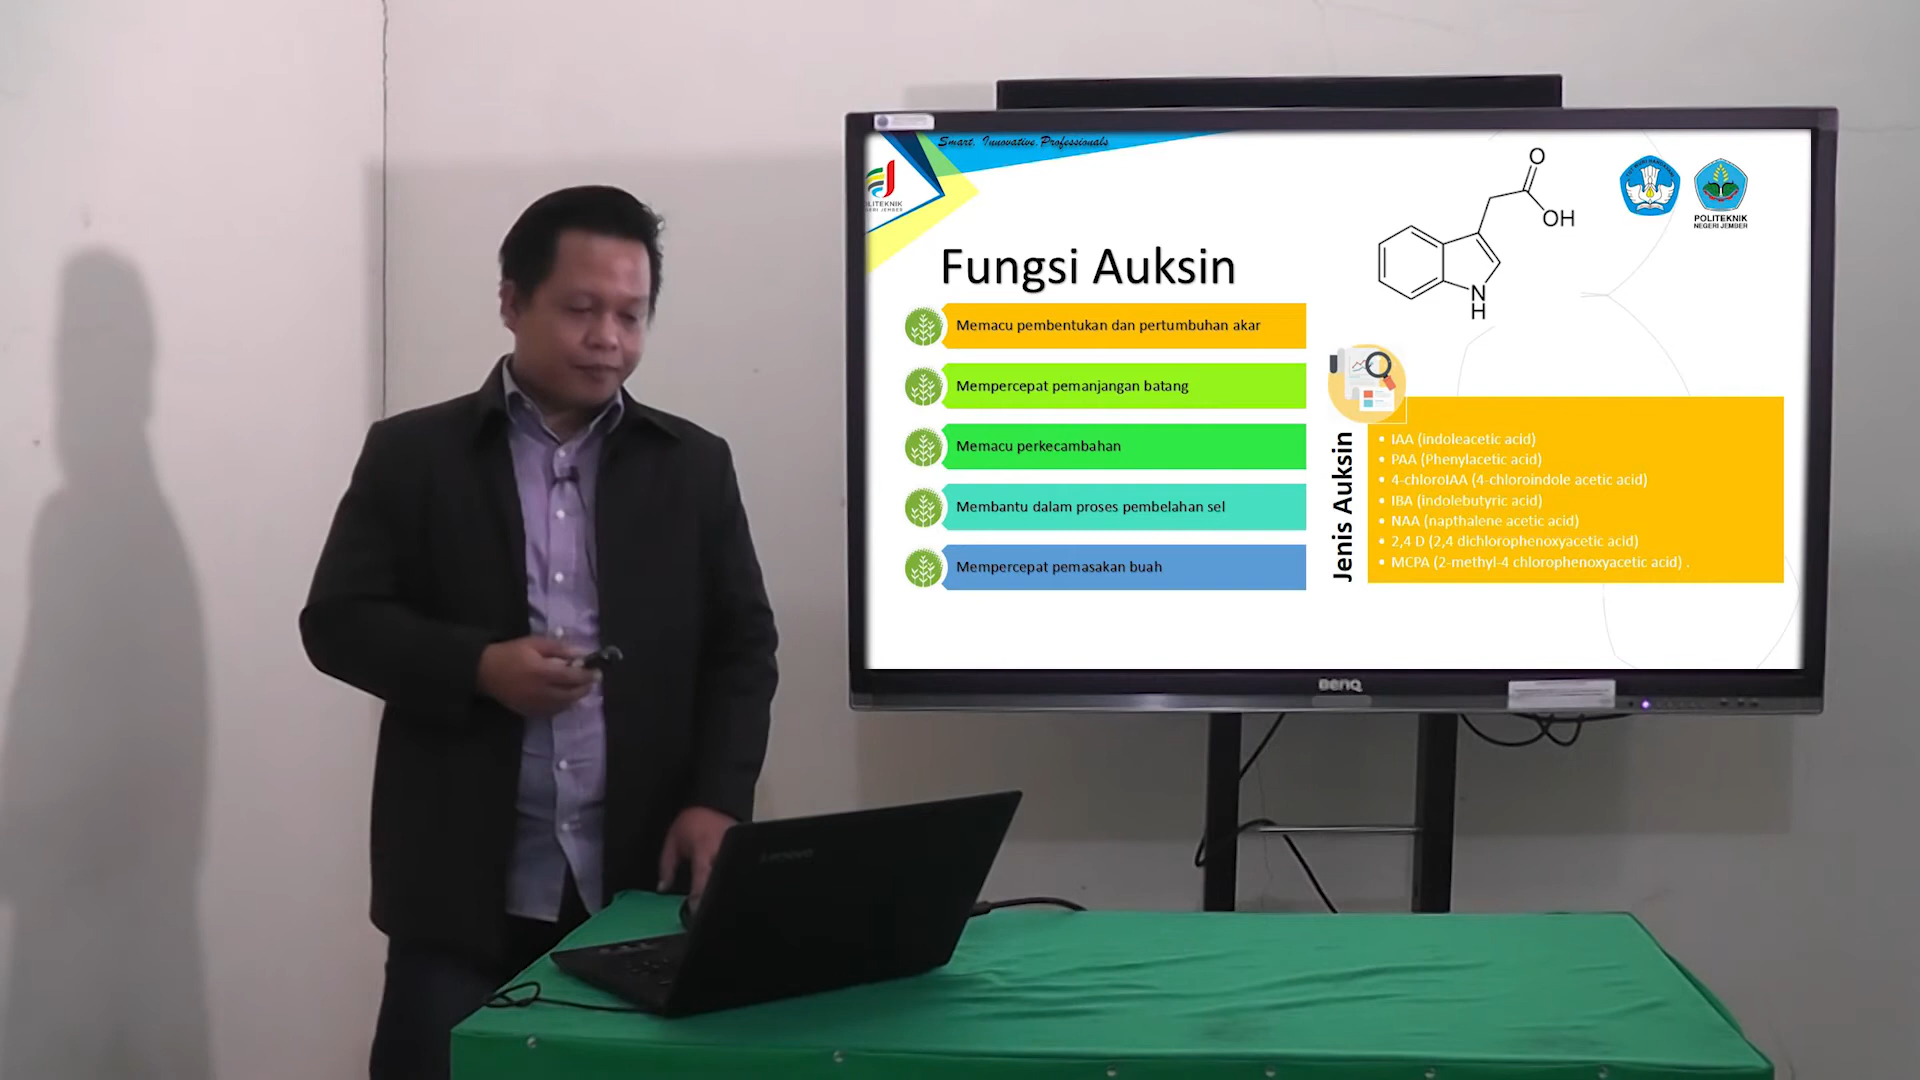 Smart, Innovative, Professionals
POLITEKNIK
NEGERI JEMBER
O
OH
N
H
POLITEKNIK
NEGERI JEMBER
Fungsi Auksin
Memacu pembentukan dan pertumbuhan akar
Mempercepat pemanjangan batang
Memacu perkecambahan
Membantu dalam proses pembelahan sel
Mempercepat pemasakan buah
Jenis Auksin
• IAA (indoleacetic acid)
• PAA (Phenylacetic acid)
• 4-chloroIAA (4-chloroindole acetic acid)
• IBA (indolebutyric acid)
• NAA (napthalene acetic acid)
• 2,4 D (2,4 dichlorophenoxyacetic acid)
• MCPA (2-methyl-4 chlorophenoxyacetic acid) .
BenQ
Lenovo